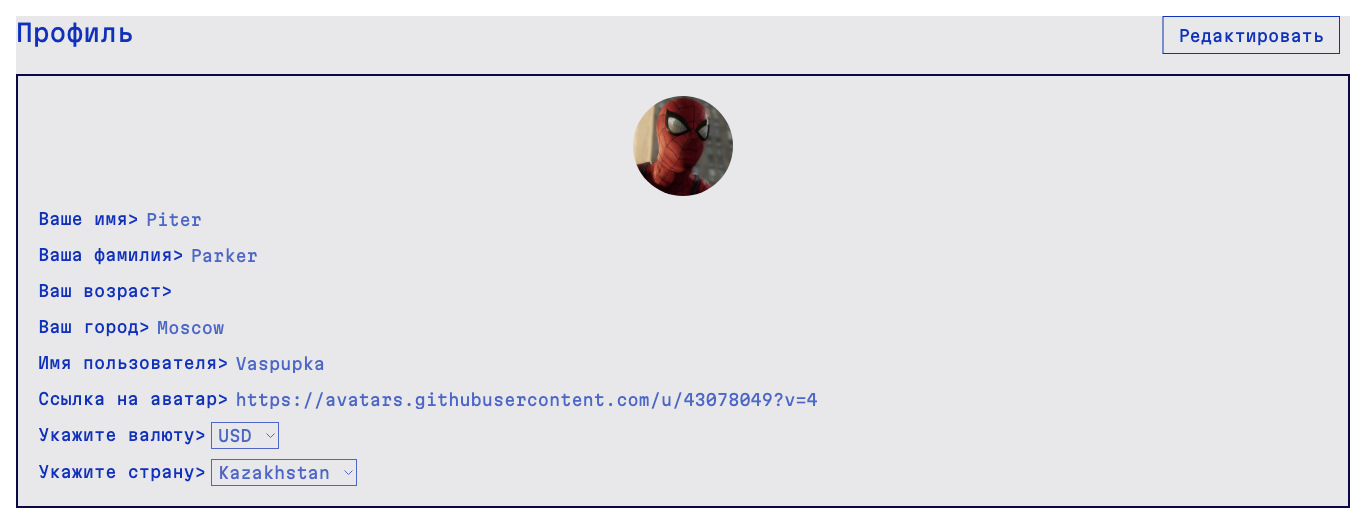 Профиль
Редактировать
Ваше имя> Piter
Ваша фамилия> Parker
Ваш возраст>
Ваш город> Moscow
Имя пользователя> Vaspupka
Ссылка на аватар> https://avatars.githubusercontent.com/u/43078049?v=4
Укажите валюту> USD
Укажите страну> Kazakhstan